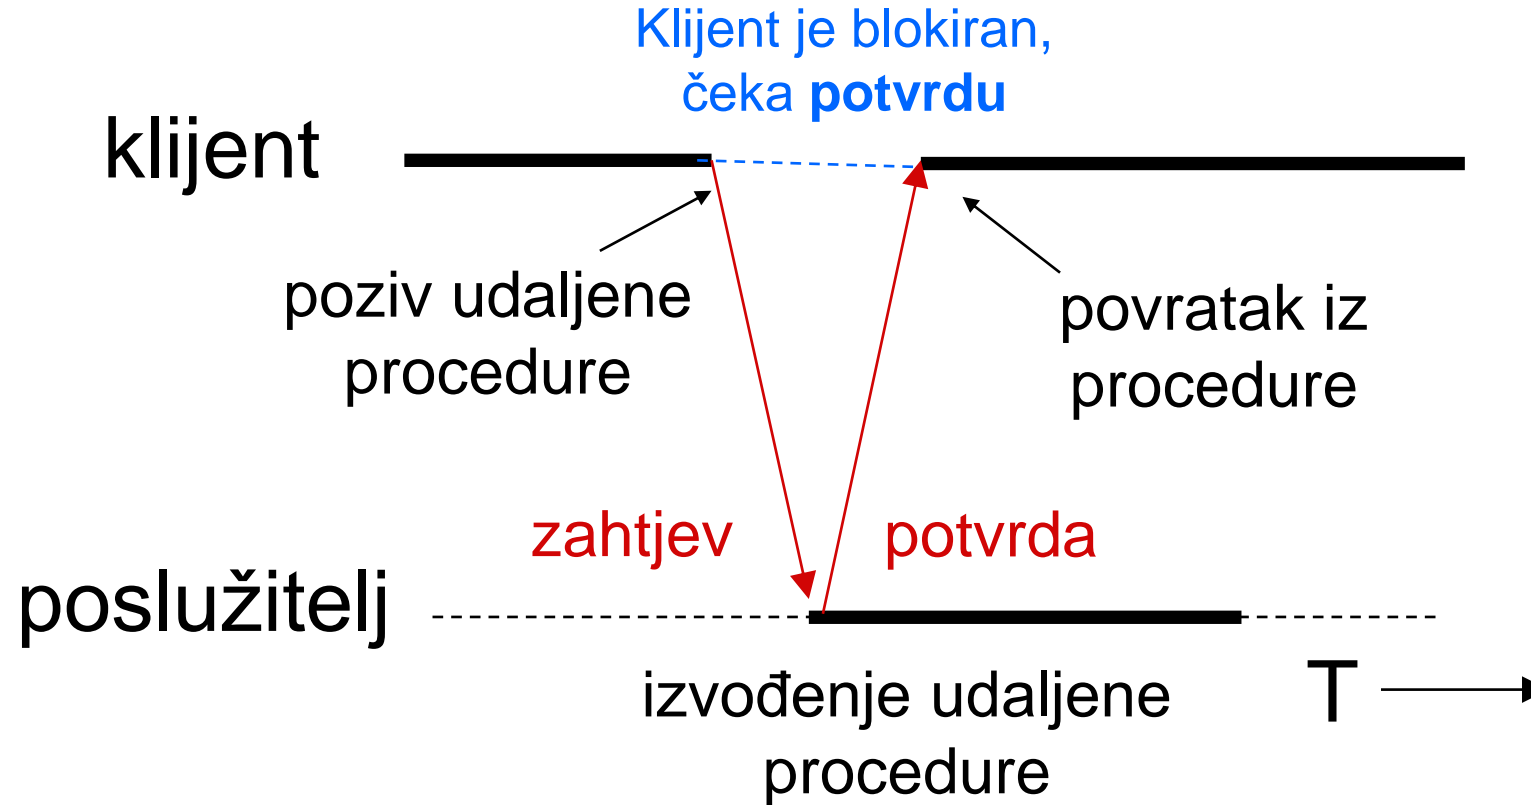 Klijent je blokiran,
čeka potvrdu
klijent
poziv udaljene
procedure
povratak iz
procedure
zahtjev
potvrda
poslužitelj
izvođenje udaljene
procedure
T